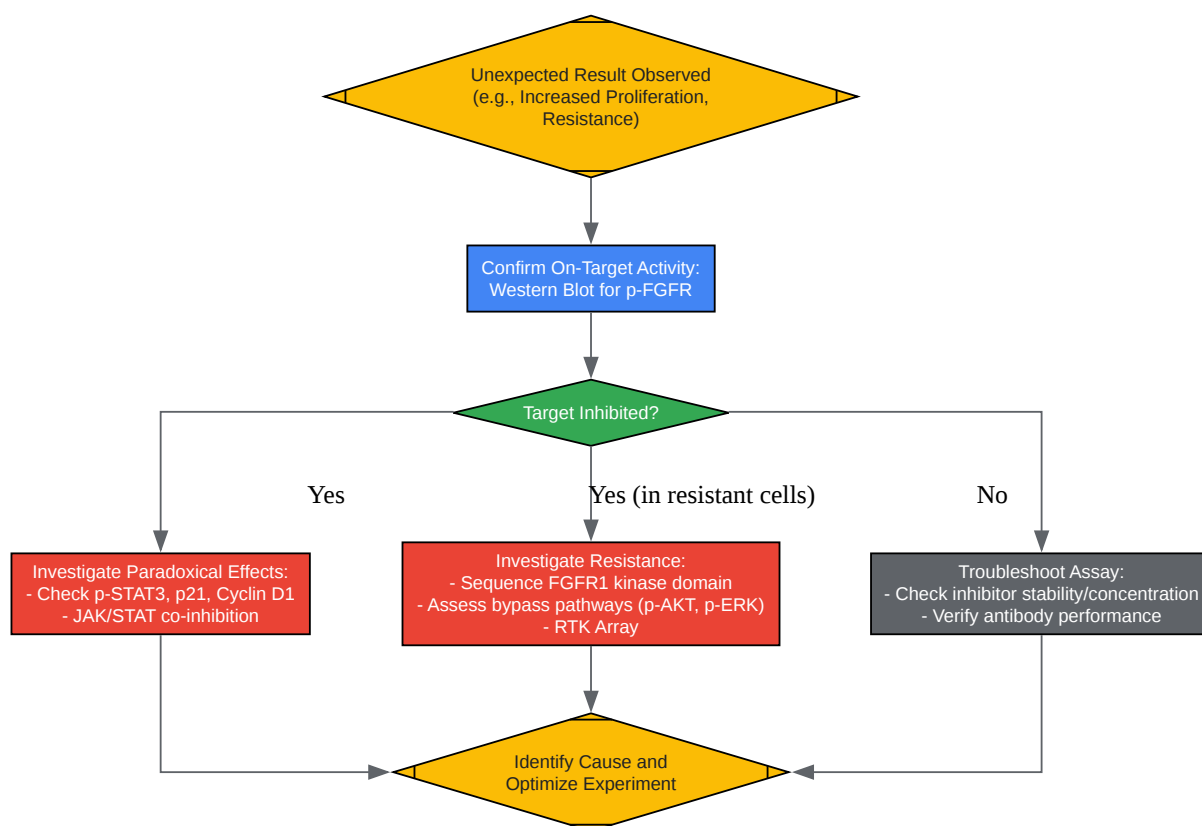 Unexpected Result Observed
(e.g., Increased Proliferation,
Resistance)
Confirm On-Target Activity:
Western Blot for p-FGFR
Target Inhibited?
Yes
Yes (in resistant cells)
No
Investigate Paradoxical Effects:
- Check p-STAT3, p21, Cyclin D1
- JAK/STAT co-inhibition
Investigate Resistance:
- Sequence FGFR1 kinase domain
- Assess bypass pathways (p-AKT, p-ERK)
- RTK Array
Troubleshoot Assay:
- Check inhibitor stability/concentration
- Verify antibody performance
Identify Cause and
Optimize Experiment